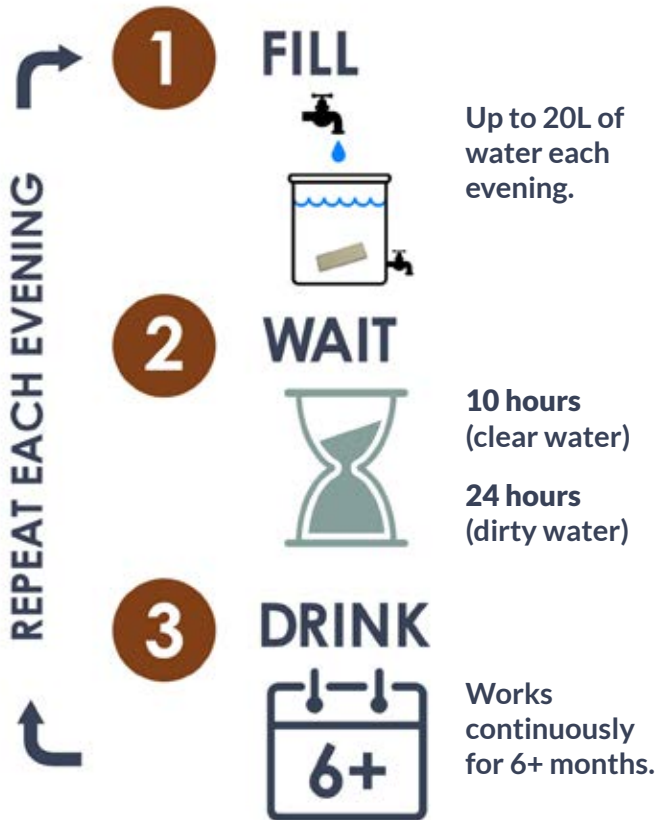 REPEAT EACH EVENING
1
FILL
Up to 20L of
water each
evening.
2
WAIT
10 hours
(clear water)
24 hours
(dirty water)
3
DRINK
6+
Works
continuously
for 6+ months.